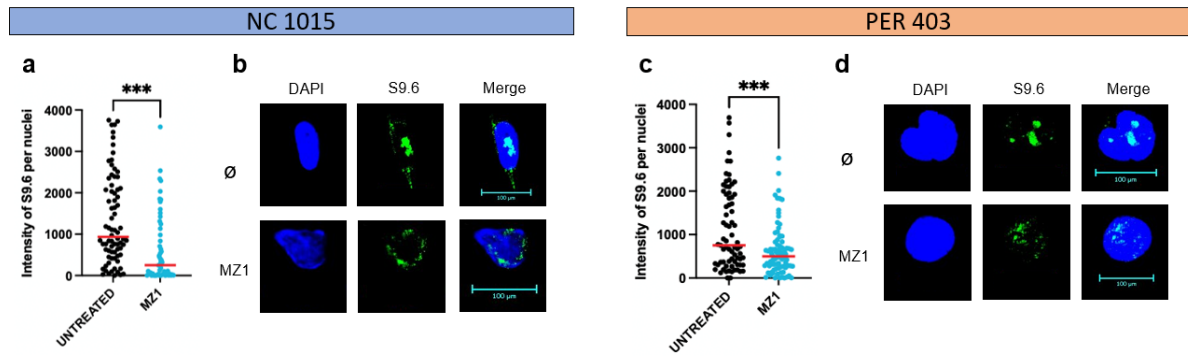 NC 1015
PER 403
a
***
Intensity of S9.6 per nuclei
4000
3000
2000
1000
0
UNTREATED
MZ1
b
DAPI
S9.6
Merge
Ø
100 µm
MZ1
100 µm
c
***
Intensity of S9.6 per nuclei
4000
3000
2000
1000
0
UNTREATED
MZ1
d
DAPI
S9.6
Merge
Ø
100 µm
MZ1
100 µm